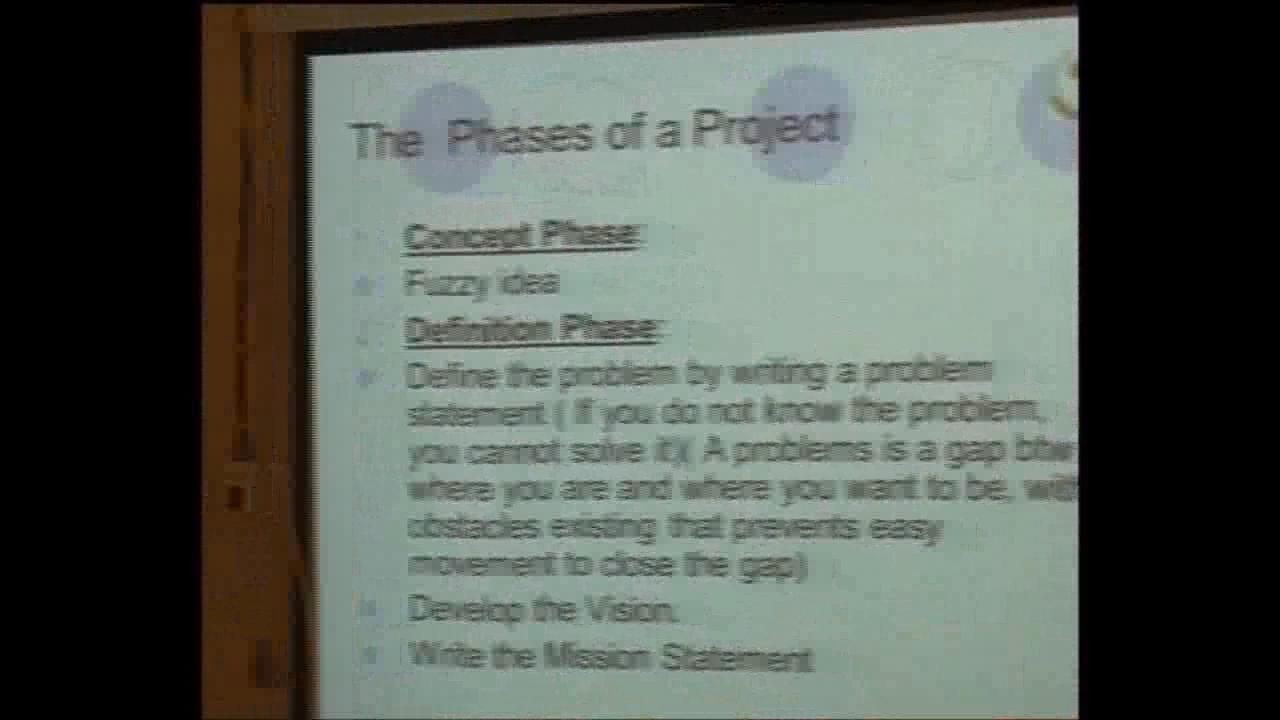 The Phases of a Project
Concept Phase:
Fuzzy idea
Definition Phase:
Define the problem by writing a problem
statement ( If you do not know the problem,
you cannot solve it)( A problems is a gap btw
where you are and where you want to be, with
obstacles existing that prevents easy
movement to close the gap)
Develop the Vision.
Write the Mission Statement